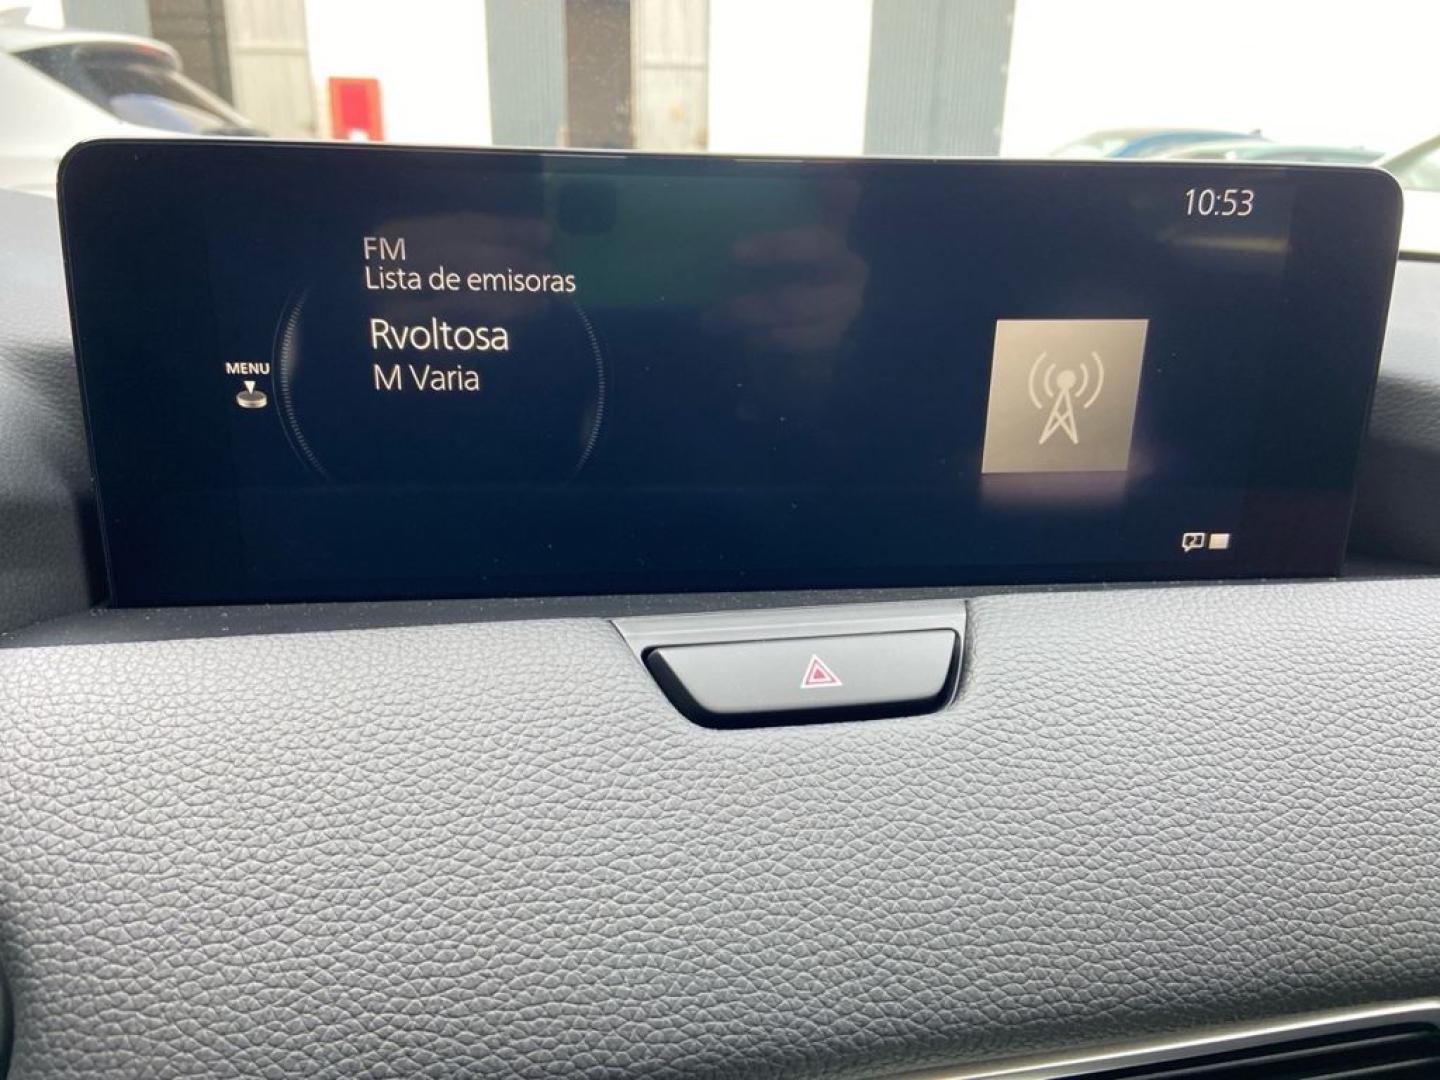 10:53
FM
Lista de emisoras
Rvoltosa
M Varia
MENU